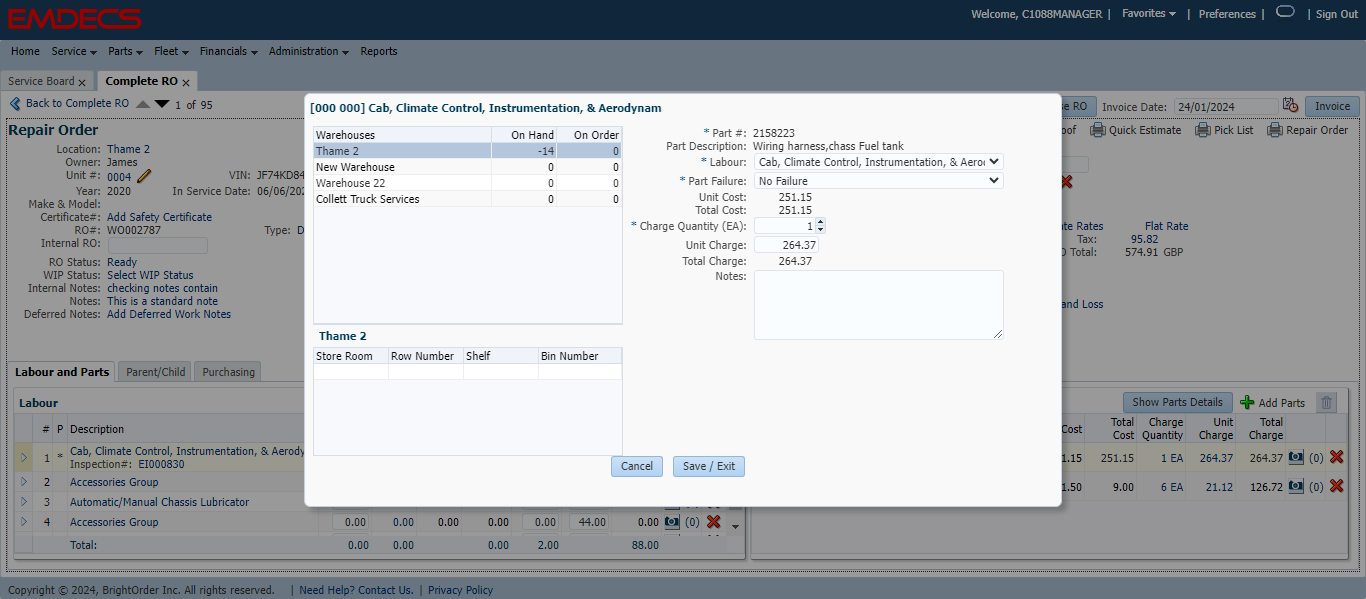 EMDECS
Welcome, C1088MANAGER | Favorites | Preferences | | Sign Out
Home Service Parts Fleet Financials Administration Reports
Service Board x Complete RO x
Back to Complete RO 1 of 95
RO Invoice Date: 24/01/2024 Invoice
Repair Order
Quick Estimate Pick List Repair Order
Location: Thame 2
Owner: James
Unit #: 0004 VIN: JF74KD84
Year: 2020 In Service Date: 06/06/202
Make & Model:
Certificate#: Add Safety Certificate
RO#: WO002787 Type: D
Internal RO:
RO Status: Ready
WIP Status: Select WIP Status
Internal Notes: checking notes contain
Notes: This is a standard note
Deferred Notes: Add Deferred Work Notes
Rates Flat Rate
Tax: 95.82
Total: 574.91 GBP
and Loss
[000 000] Cab, Climate Control, Instrumentation, & Aerodynam
Warehouses On Hand On Order
Thame 2 -14 0
New Warehouse 0 0
Warehouse 22 0 0
Collett Truck Services 0 0
Thame 2
Store Room Row Number Shelf Bin Number
* Part #: 2158223
Part Description: Wiring harness,chass Fuel tank
* Labour: Cab, Climate Control, Instrumentation, & Aero
* Part Failure: No Failure
Unit Cost: 251.15
Total Cost: 251.15
* Charge Quantity (EA): 1
Unit Charge: 264.37
Total Charge: 264.37
Notes:
Cancel Save / Exit
Labour and Parts Parent/Child Purchasing
Labour
# P Description
1 * Cab, Climate Control, Instrumentation, & Aerody
Inspection#: EI000830
2 Accessories Group
3 Automatic/Manual Chassis Lubricator
4 Accessories Group 0.00 0.00 0.00 0.00 0.00 44.00 0.00 (0)
Total: 0.00 0.00 0.00 2.00 88.00
Show Parts Details Add Parts
Cost Total Cost Charge Quantity Unit Charge Total Charge
1.15 251.15 1 EA 264.37 264.37 (0)
1.50 9.00 6 EA 21.12 126.72 (0)
Copyright © 2024, BrightOrder Inc. All rights reserved. | Need Help? Contact Us. | Privacy Policy